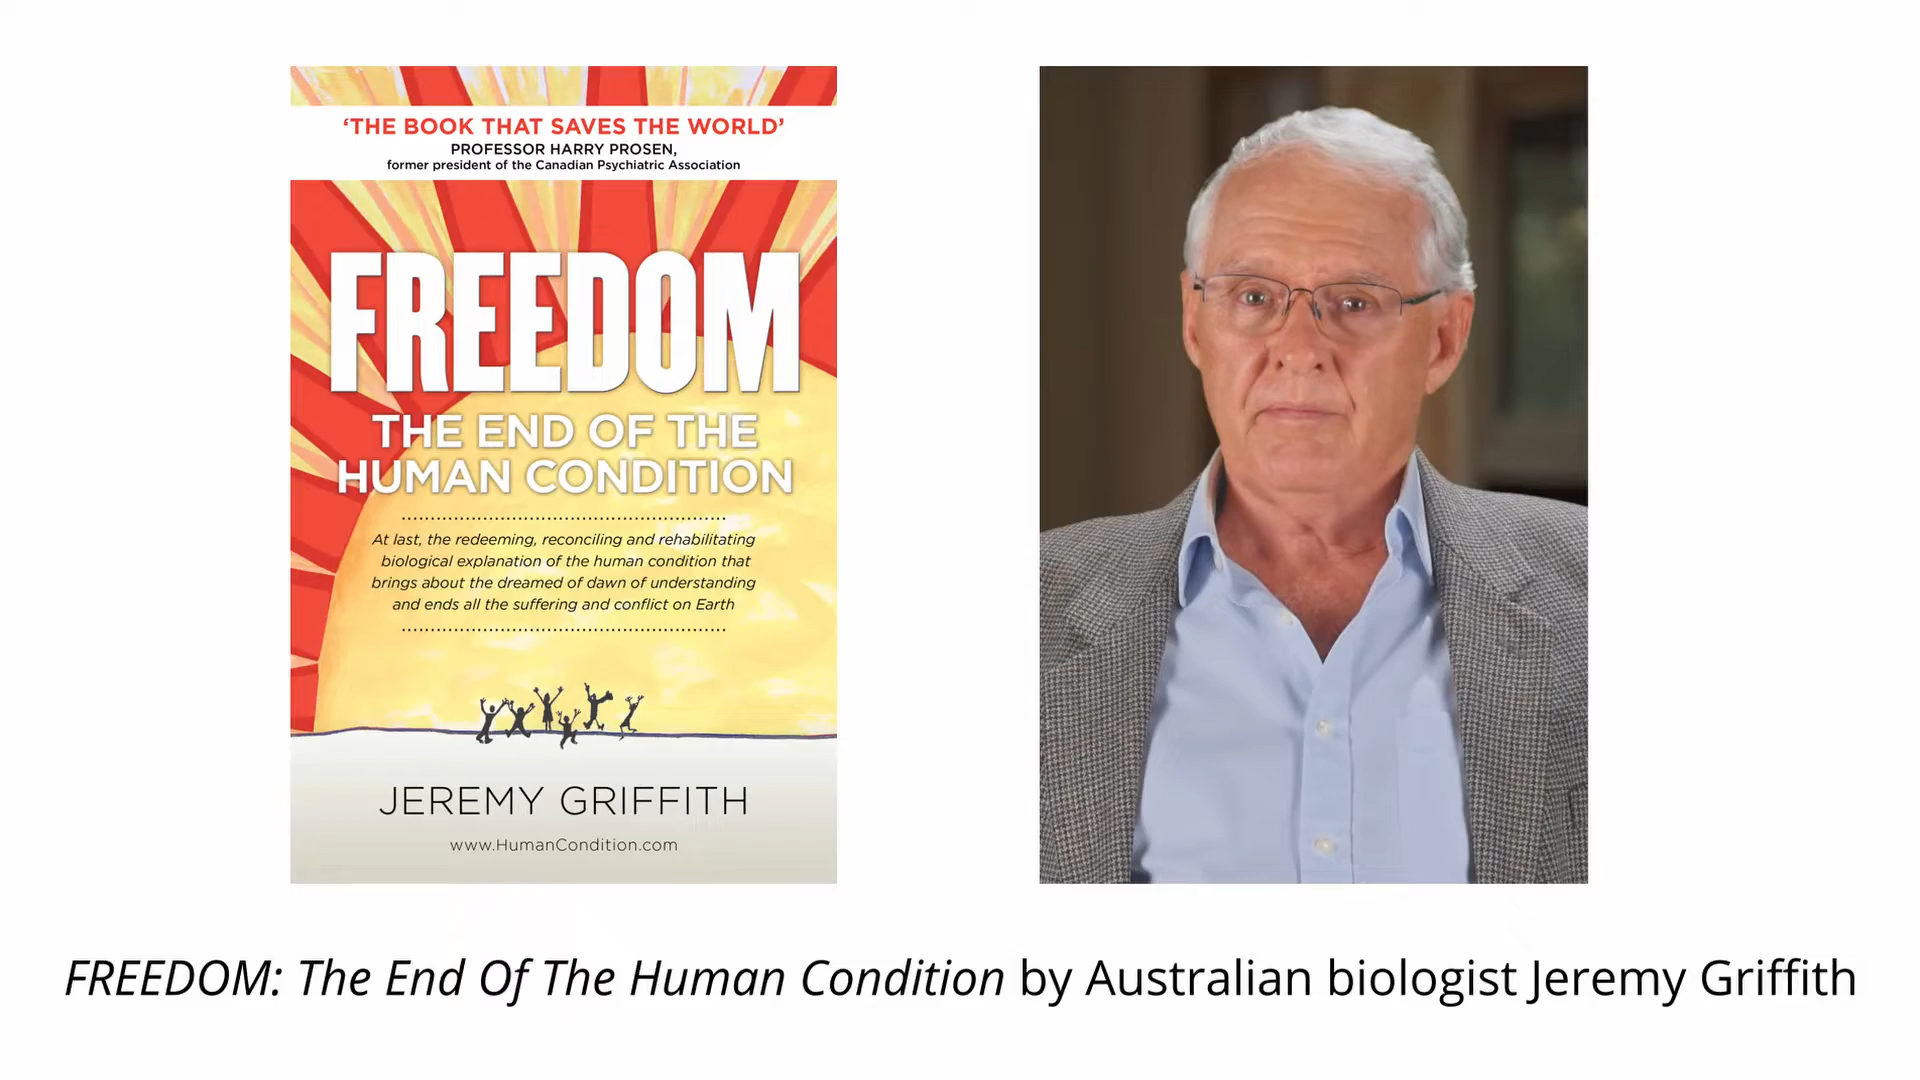 ‘THE BOOK THAT SAVES THE WORLD’
PROFESSOR HARRY PROSEN,
former president of the Canadian Psychiatric Association
FREEDOM
THE END OF THE
HUMAN CONDITION
At last, the redeeming, reconciling and rehabilitating
biological explanation of the human condition that
brings about the dreamed of dawn of understanding
and ends all the suffering and conflict on Earth
JEREMY GRIFFITH
www.HumanCondition.com
FREEDOM: The End Of The Human Condition by Australian biologist Jeremy Griffith